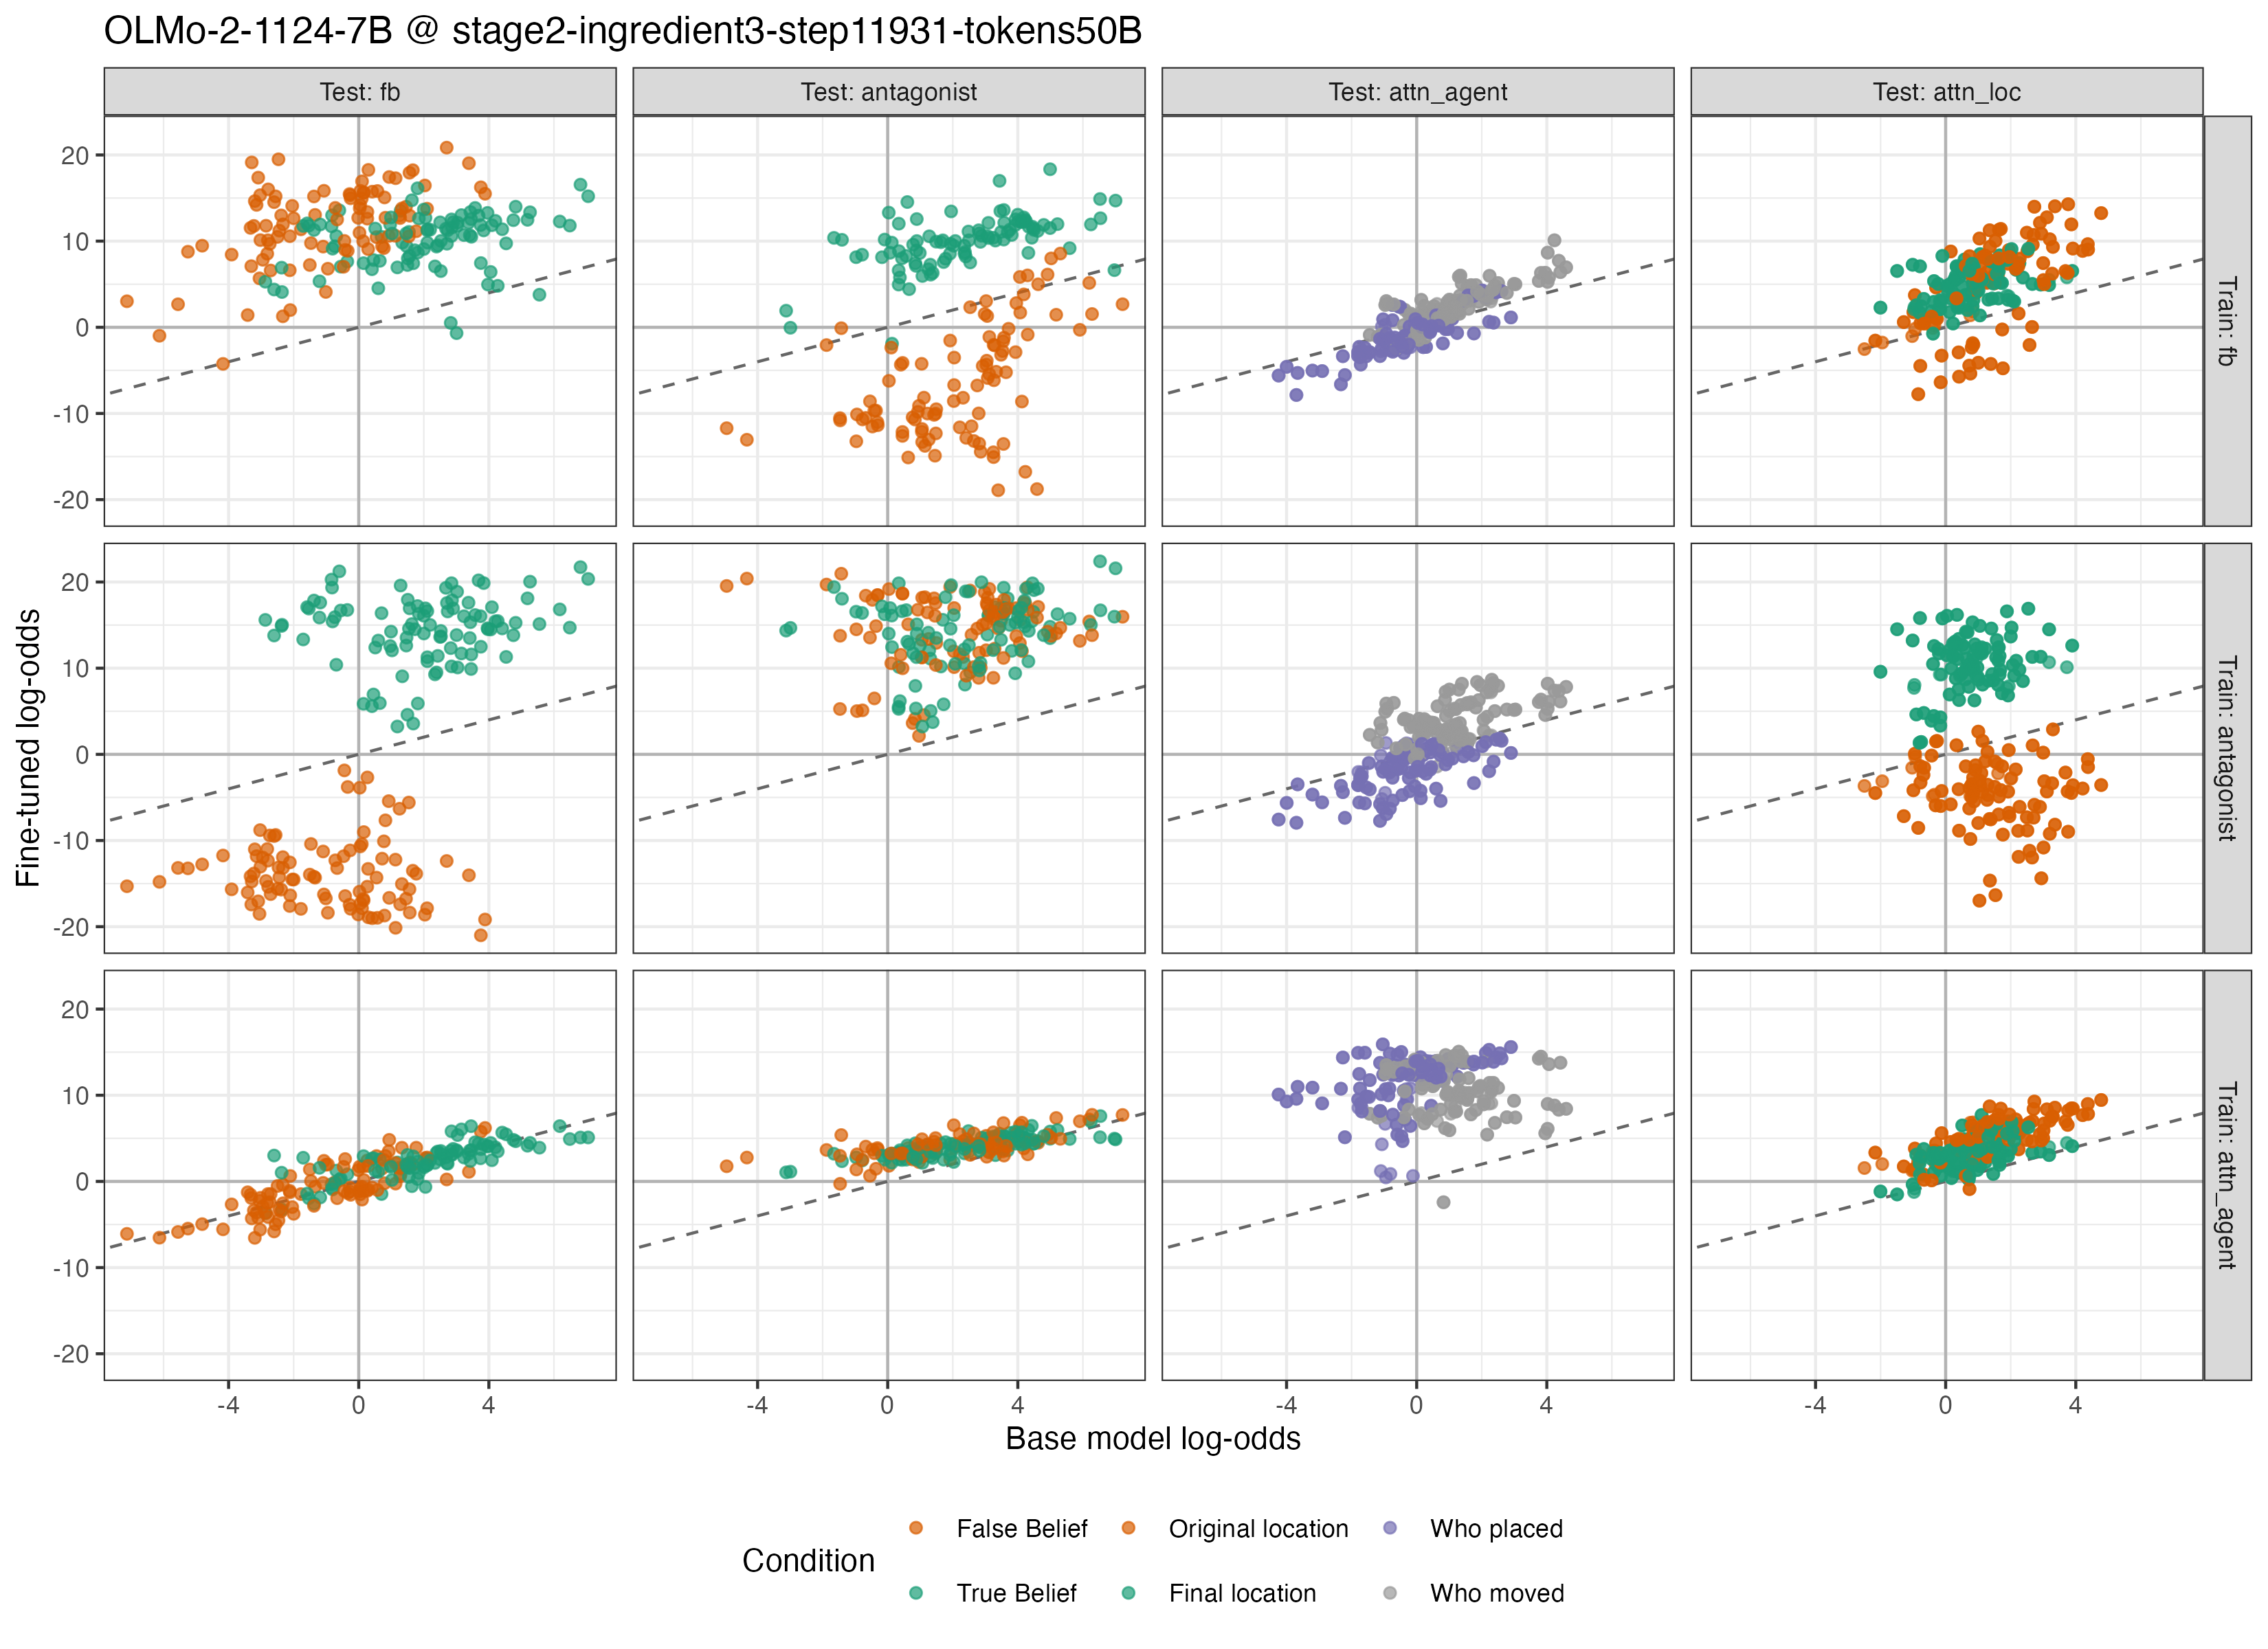 OLMo-2-1124-7B @ stage2-ingredient3-step11931-tokens50B
Test: fb
Test: antagonist
Test: attn_agent
Test: attn_loc
20
10
0
-10
-20
Train: fb
20
10
0
-10
-20
Train: antagonist
20
10
0
-10
-20
Train: attn_agent
Fine-tuned log-odds
-4 0 4
-4 0 4
-4 0 4
-4 0 4
Base model log-odds
Condition
False Belief
Original location
Who placed
True Belief
Final location
Who moved